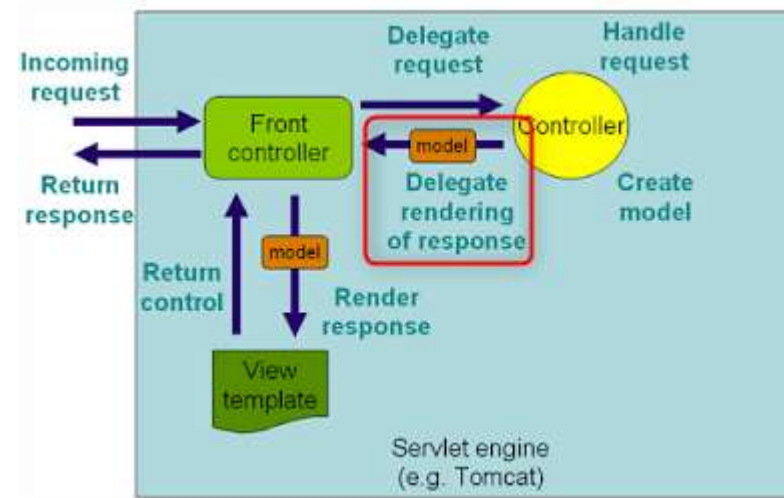 Incoming
request
Delegate
request
Handle
request
Front
controller
Controller
model
Return
response
Delegate
rendering
of response
Create
model
model
Return
control
Render
response
View
template
Servlet engine
(e.g. Tomcat)